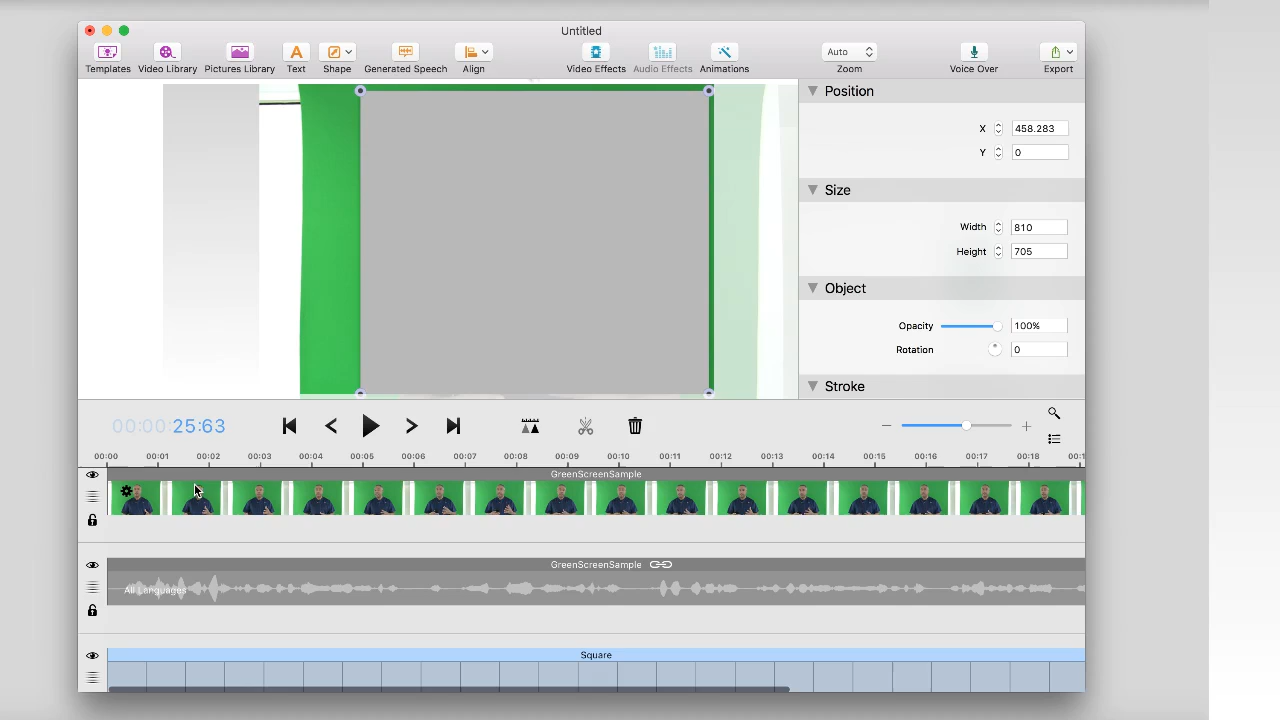 Untitled
Templates Video Library Pictures Library Text Shape Generated Speech Align Video Effects Audio Effects Animations Auto Zoom Voice Over Export
Position
X 458.283
Y 0
Size
Width 810
Height 705
Object
Opacity 100%
Rotation 0
Stroke
00:00:25:63
00:00 00:01 00:02 00:03 00:04 00:05 00:06 00:07 00:08 00:09 00:10 00:11 00:12 00:13 00:14 00:15 00:16 00:17 00:18 00:1
GreenScreenSample
GreenScreenSample
All Languages
Square